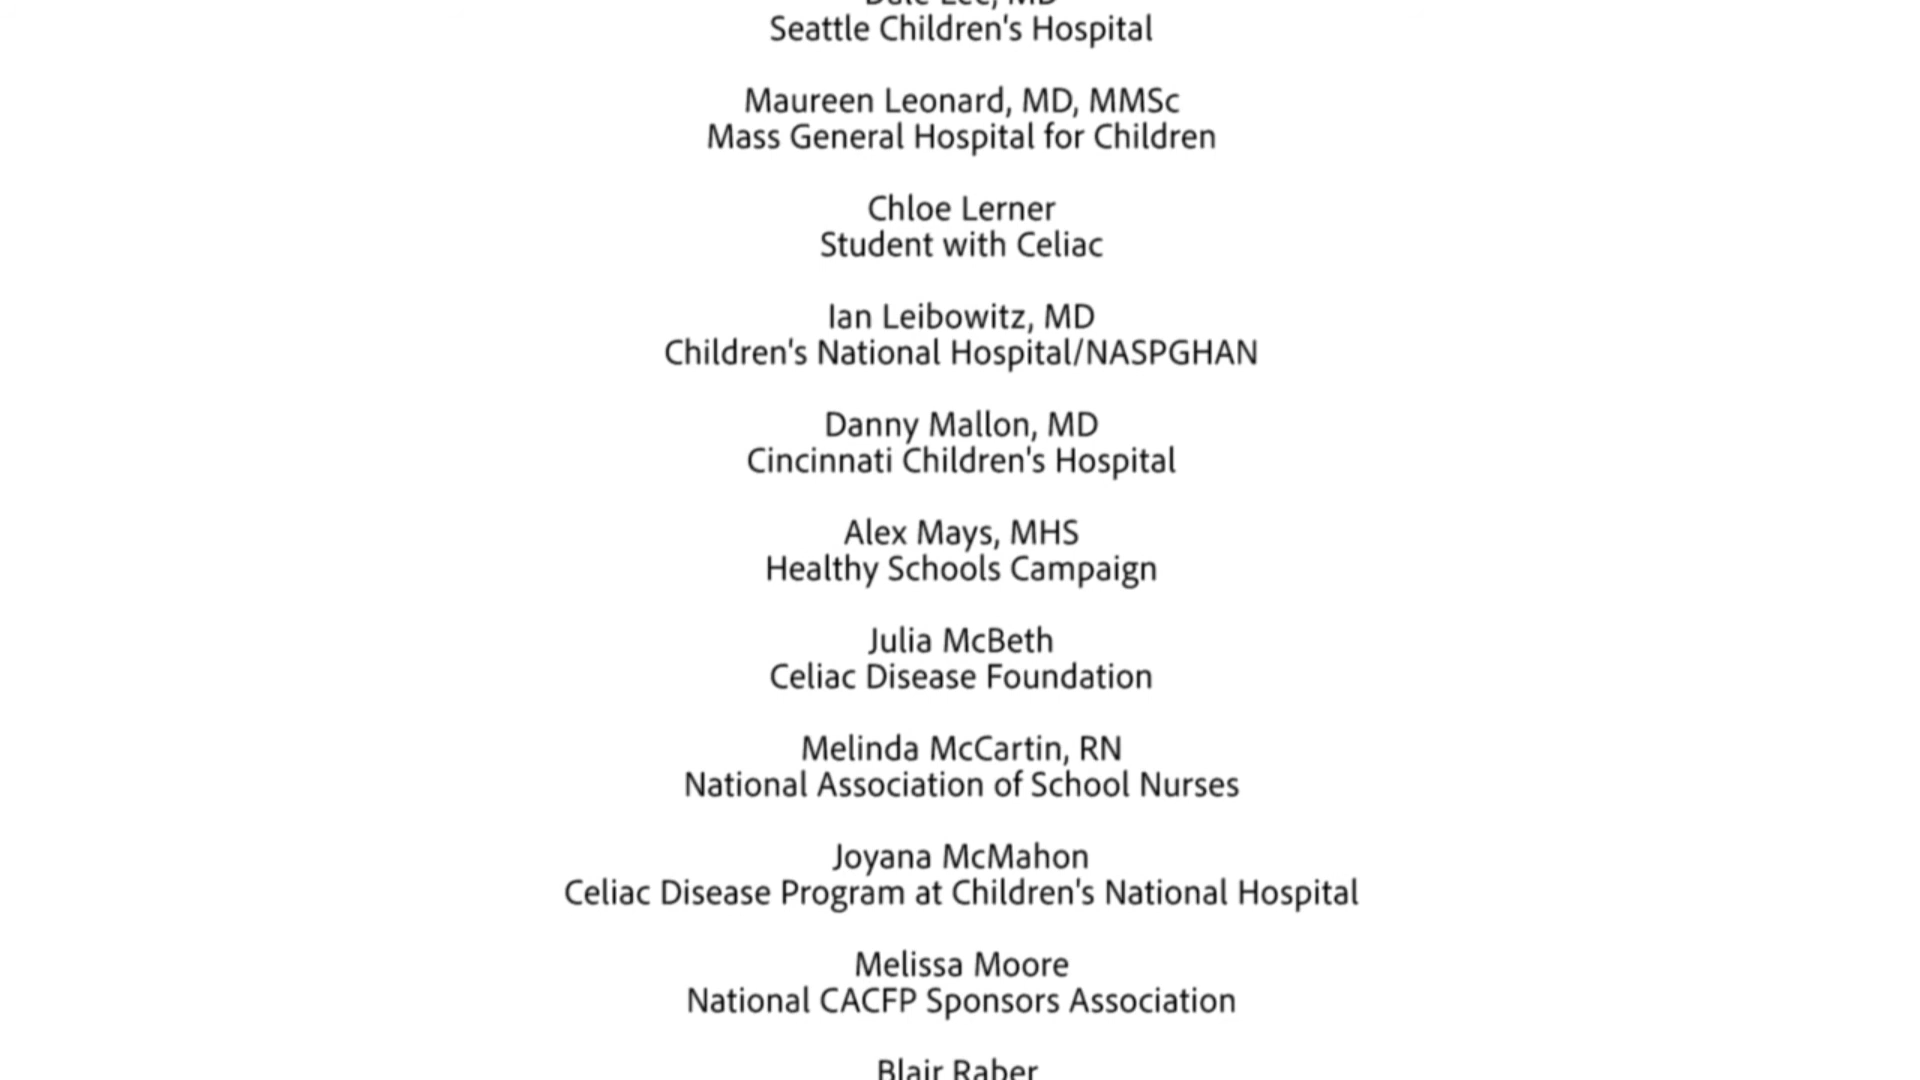 Dale Lee, MD
Seattle Children's Hospital
Maureen Leonard, MD, MMSc
Mass General Hospital for Children
Chloe Lerner
Student with Celiac
Ian Leibowitz, MD
Children's National Hospital/NASPGHAN
Danny Mallon, MD
Cincinnati Children's Hospital
Alex Mays, MHS
Healthy Schools Campaign
Julia McBeth
Celiac Disease Foundation
Melinda McCartin, RN
National Association of School Nurses
Joyana McMahon
Celiac Disease Program at Children's National Hospital
Melissa Moore
National CACFP Sponsors Association
Blair Raber